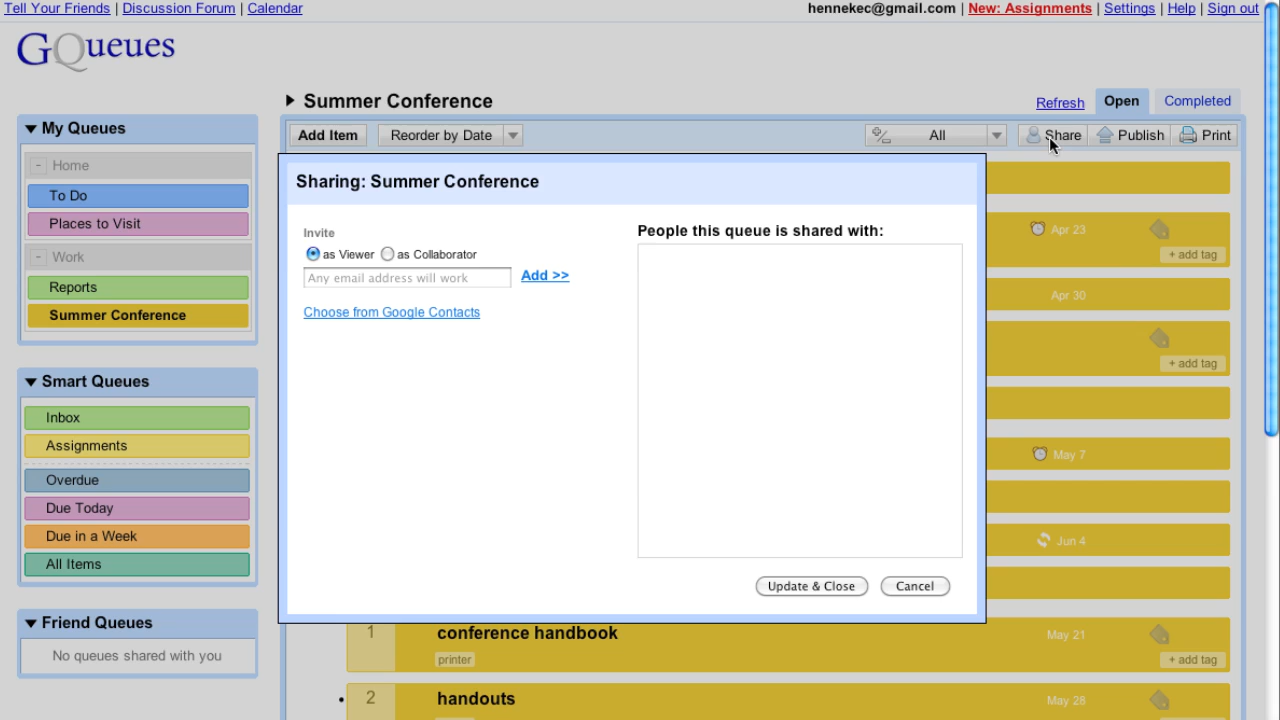 Tell Your Friends | Discussion Forum | Calendar
hennekec@gmail.com | New: Assignments | Settings | Help | Sign out
GQueues
My Queues
- Home
To Do
Places to Visit
- Work
Reports
Summer Conference
Smart Queues
Inbox
Assignments
Overdue
Due Today
Due in a Week
All Items
Friend Queues
No queues shared with you
Summer Conference
Refresh
Open
Completed
Add Item
Reorder by Date
All
Share
Publish
Print
Sharing: Summer Conference
Invite
as Viewer
as Collaborator
Any email address will work
Add >>
Choose from Google Contacts
People this queue is shared with:
Update & Close
Cancel
Apr 23
+ add tag
Apr 30
+ add tag
May 7
Jun 4
1
conference handbook
May 21
printer
+ add tag
2
handouts
May 28